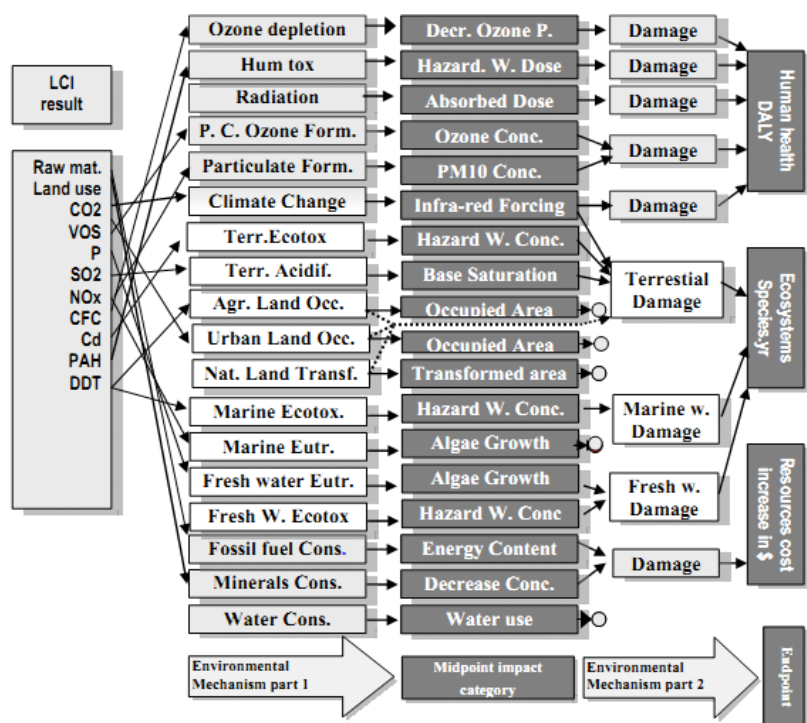 LCI
result
Raw mat.
Land use
CO2
VOS
P
SO2
NOx
CFC
Cd
PAH
DDT
Ozone depletion
Hum tox
Radiation
P. C. Ozone Form.
Particulate Form.
Climate Change
Terr.Ecotox
Terr. Acidif.
Agr. Land Occ.
Urban Land Occ.
Nat. Land Transf.
Marine Ecotox.
Marine Eutr.
Fresh water Eutr.
Fresh W. Ecotox
Fossil fuel Cons.
Minerals Cons.
Water Cons.
Decr. Ozone P.
Hazard. W. Dose
Absorbed Dose
Ozone Conc.
PM10 Conc.
Infra-red Forcing
Hazard W. Conc.
Base Saturation
Occupied Area
Occupied Area
Transformed area
Hazard W. Conc.
Algae Growth
Algae Growth
Hazard W. Conc
Energy Content
Decrease Conc.
Water use
Damage
Damage
Damage
Damage
Damage
Terrestial
Damage
Marine w.
Damage
Fresh w.
Damage
Damage
Human health
DALY
Ecosystems
Species.yr
Resources cost
increase in $
Environmental
Mechanism part 1
Midpoint impact
category
Environmental
Mechanism part 2
Endpoint